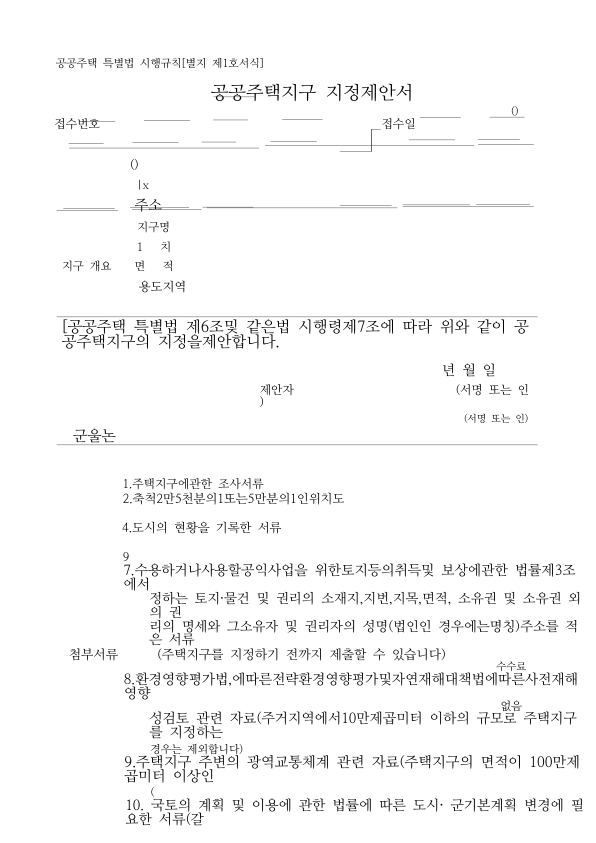 공공주택 특별법 시행규칙[별지 제1호서식]
공공주택지구 지정제안서
()
접수번호 접수일
()
|x
주소
지구명
1 치
지구 개요 면 적
용도지역
[공공주택 특별법 제6조및 같은법 시행령제7조에 따라 위와 같이 공
공주택지구의 지정을제안합니다.
년 월 일
제안자 (서명 또는 인
)
(서명 또는 인)
군울논
1.주택지구에관한 조사서류
2.축척2만5천분의1또는5만분의1인위치도
4.도시의 현황을 기록한 서류
9
7.수용하거나사용할공익사업을 위한토지등의취득및 보상에관한 법률제3조
에서
정하는 토지·물건 및 권리의 소재지,지번,지목,면적, 소유권 및 소유권 외
의 권
리의 명세와 그소유자 및 권리자의 성명(법인인 경우에는명칭)주소를 적
은 서류
첨부서류 (주택지구를 지정하기 전까지 제출할 수 있습니다)
수수료
8.환경영향평가법,에따른전략환경영향평가및자연재해대책법에따른사전재해
영향
없음
성검토 관련 자료(주거지역에서10만제곱미터 이하의 규모로 주택지구
를 지정하는
경우는 제외합니다)
9.주택지구 주변의 광역교통체계 관련 자료(주택지구의 면적이 100만제
곱미터 이상인
(
10. 국토의 계획 및 이용에 관한 법률에 따른 도시· 군기본계획 변경에 필
요한 서류(갈